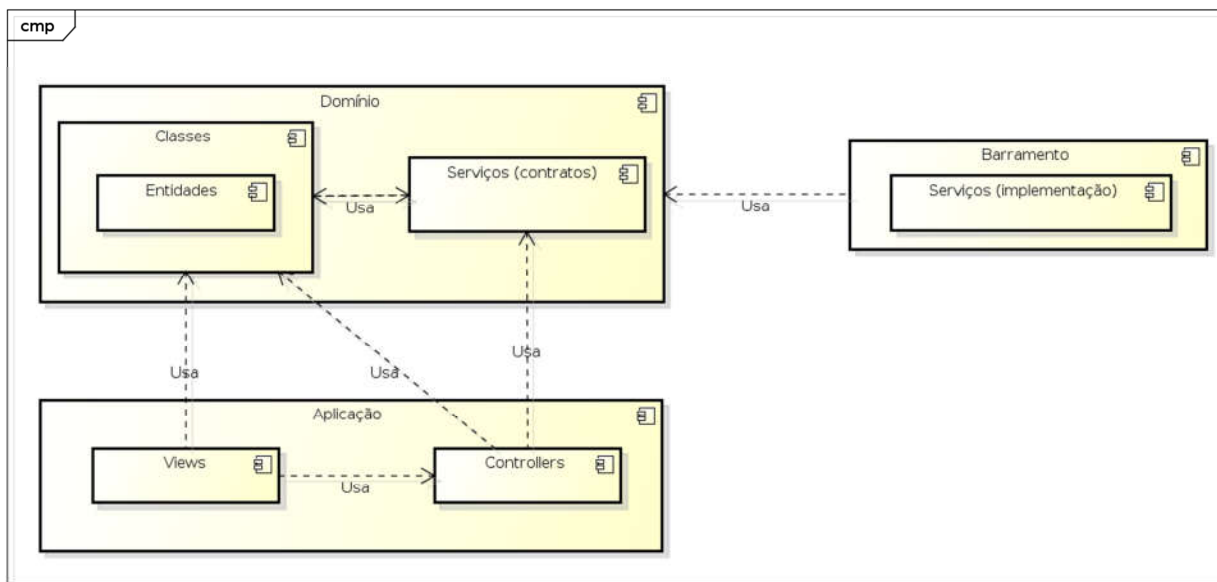 cmp
Domínio
Classes
Entidades
Serviços (contratos)
Usa
Barramento
Serviços (implementação)
Usa
Usa
Usa
Usa
Aplicação
Views
Controllers
Usa